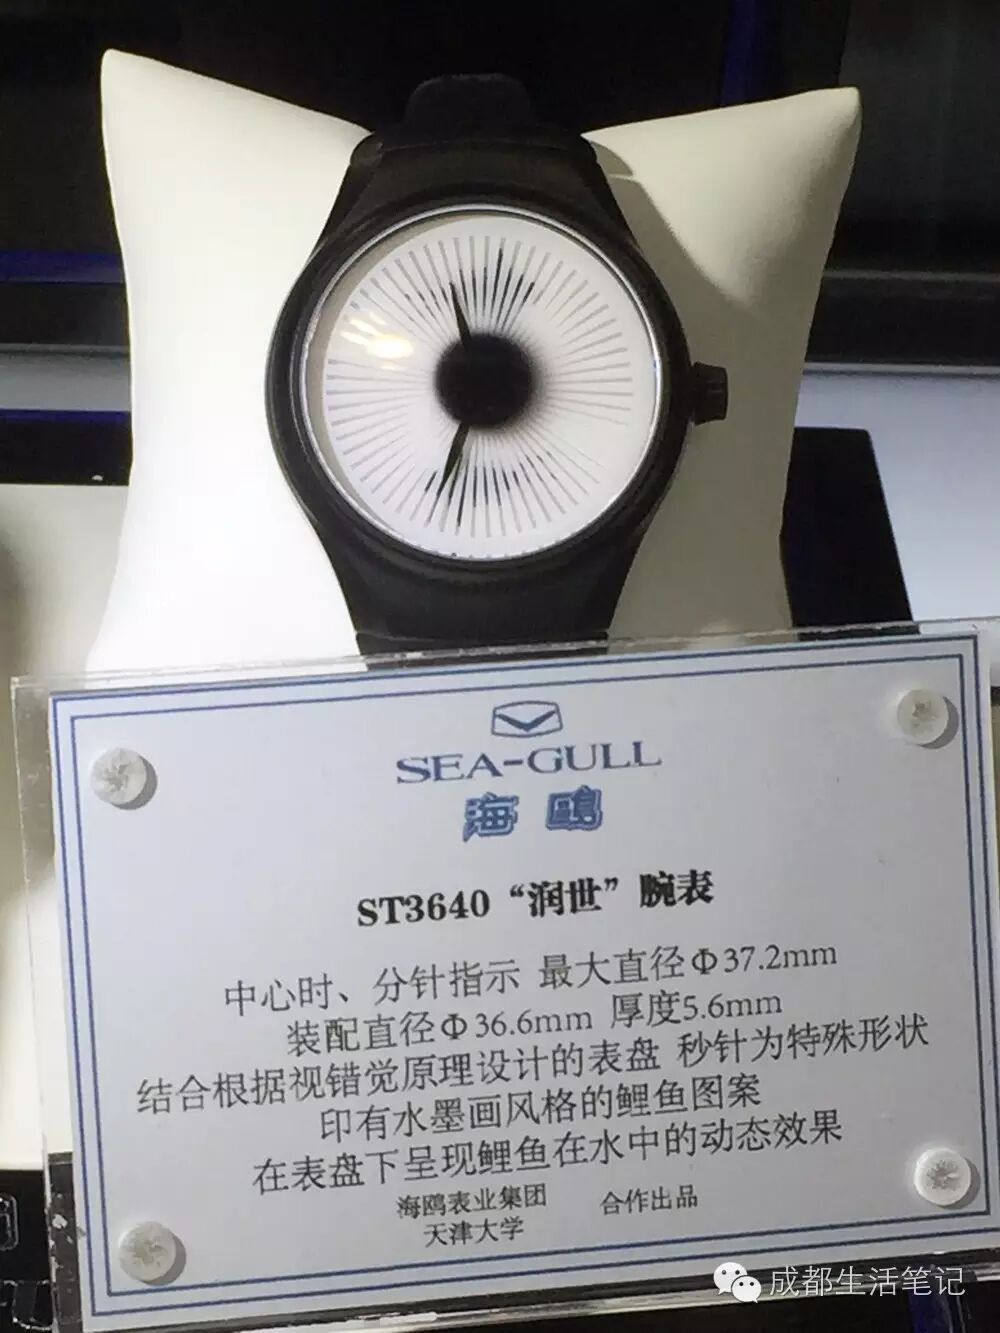 SEA-GULL
海鸥
ST3640“润世”腕表
中心时、分针指示 最大直径Φ37.2mm
装配直径Φ36.6mm 厚度5.6mm
结合根据视错觉原理设计的表盘 秒针为特殊形状
印有水墨画风格的鲤鱼图案
在表盘下呈现鲤鱼在水中的动态效果
海鸥表业集团 合作出品
天津大学
成都生活笔记